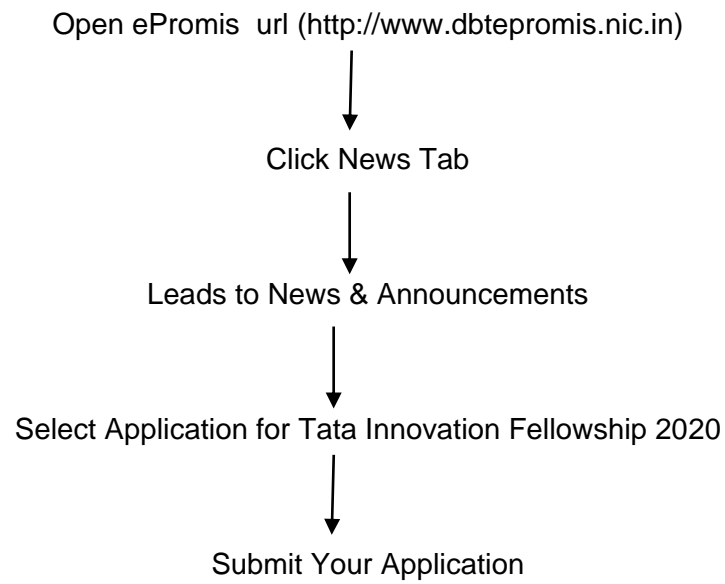 Open ePromis url (http://www.dbtepromis.nic.in)
Click News Tab
Leads to News & Announcements
Select Application for Tata Innovation Fellowship 2020
Submit Your Application